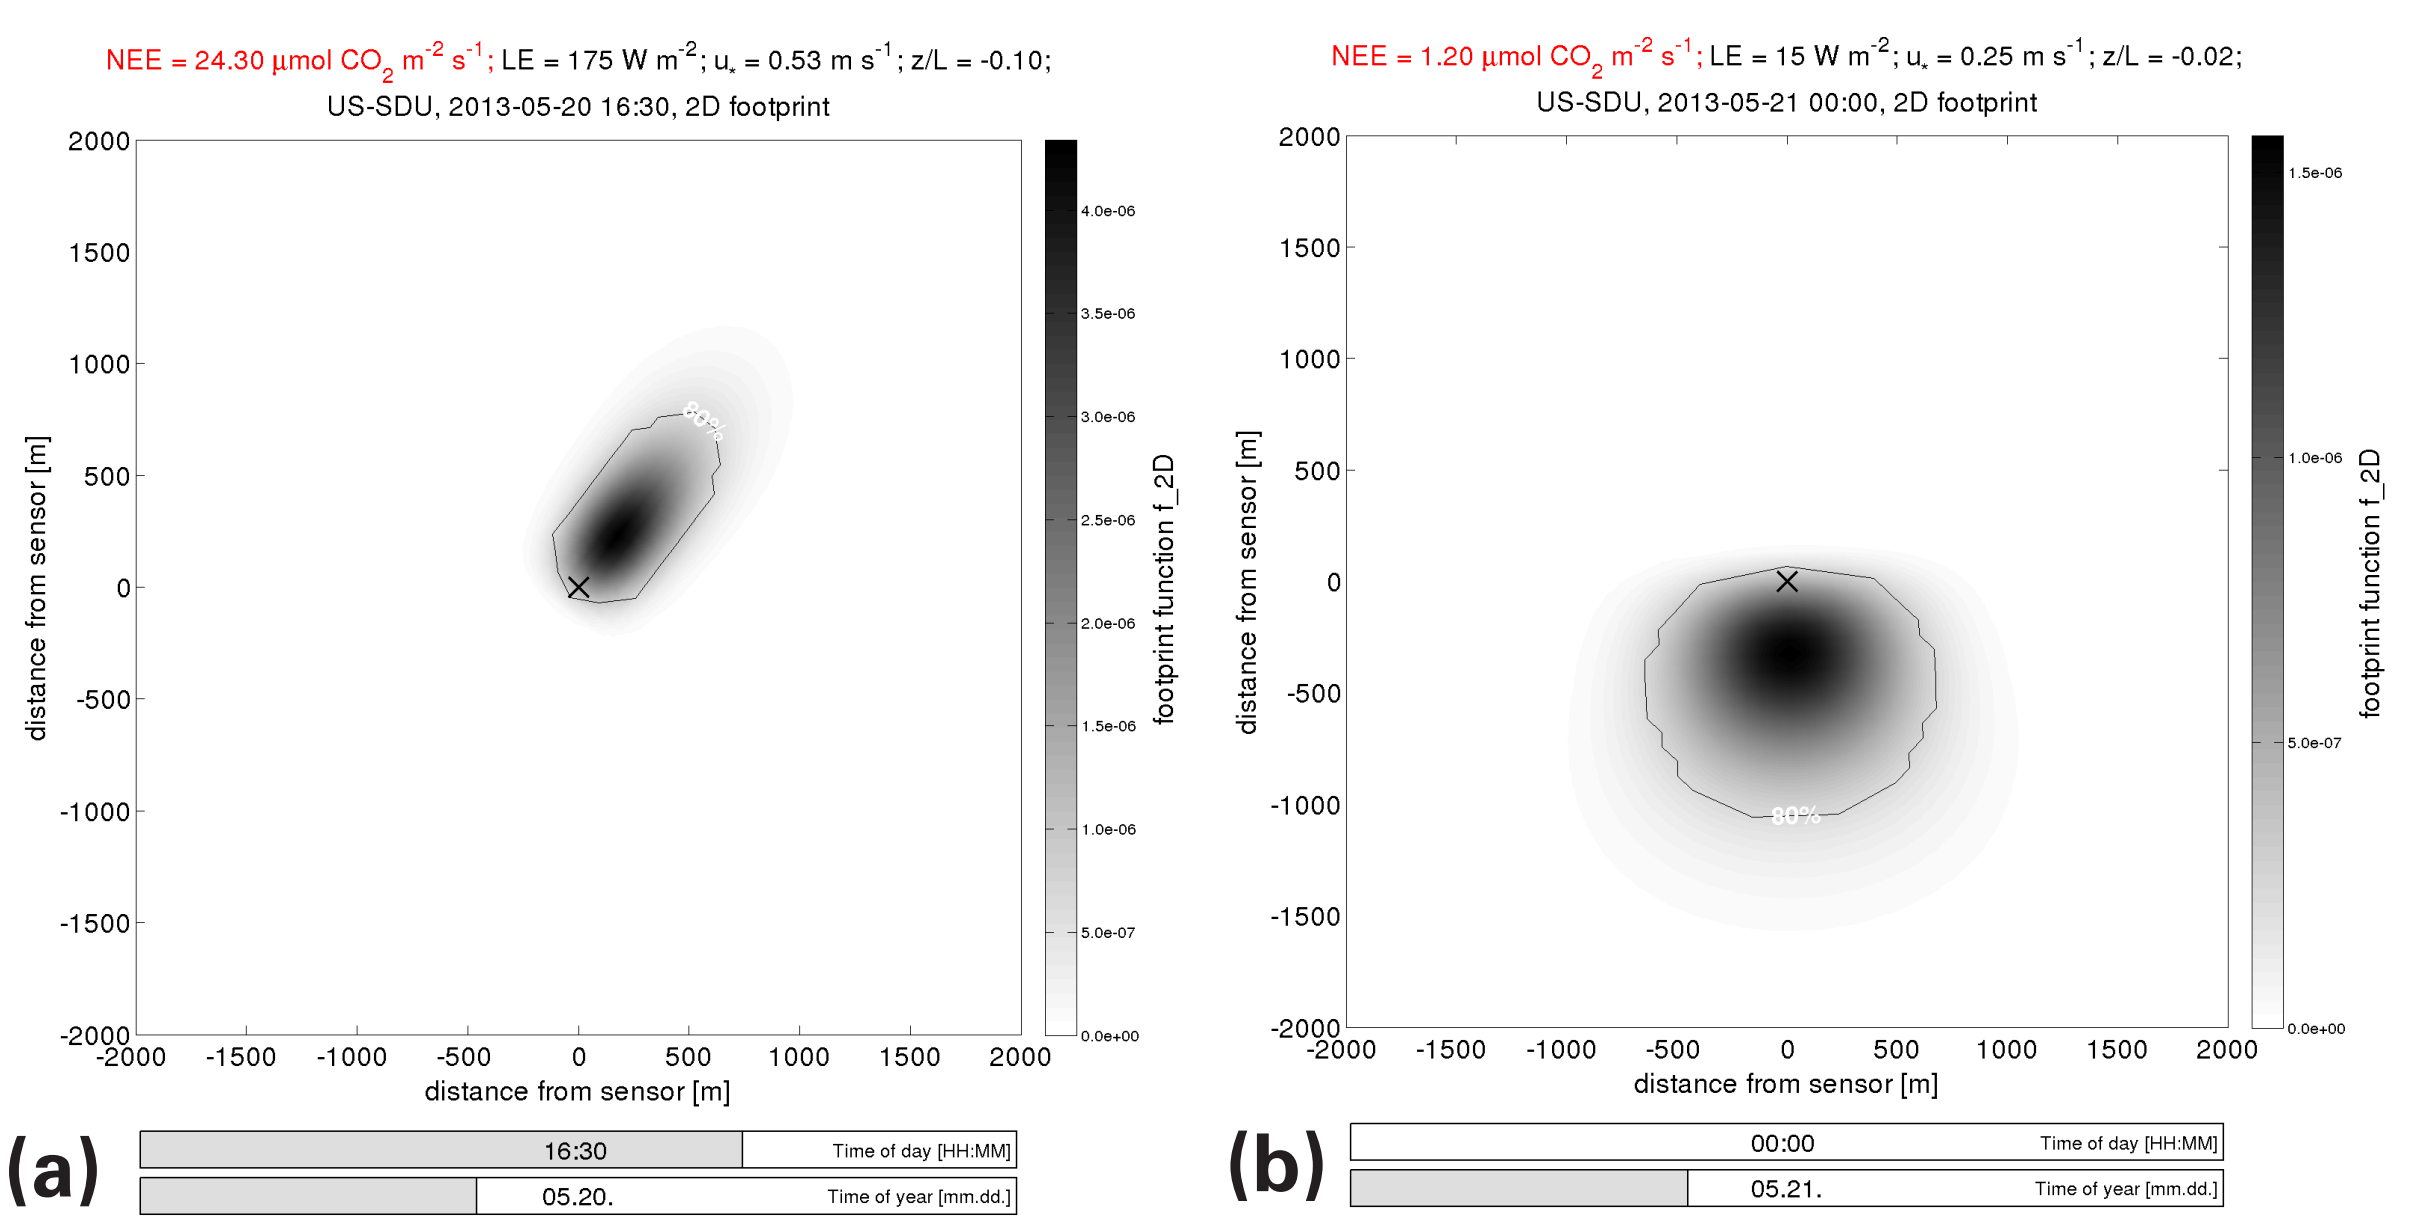 NEE = 24.30 μmol CO2 m-2 s-1; LE = 175 W m-2; u* = 0.53 m s-1; z/L = -0.10;
US-SDU, 2013-05-20 16:30, 2D footprint
2000
1500
1000
500
0
-500
-1000
-1500
-2000
distance from sensor [m]
80%
-2000 -1500 -1000 -500 0 500 1000 1500 2000
distance from sensor [m]
4.0e-06
3.5e-06
3.0e-06
2.5e-06
2.0e-06
1.5e-06
1.0e-06
5.0e-07
0.0e+00
footprint function f_2D
(a)
16:30 Time of day [HH:MM]
05.20. Time of year [mm.dd.]
NEE = 1.20 μmol CO2 m-2 s-1; LE = 15 W m-2; u* = 0.25 m s-1; z/L = -0.02;
US-SDU, 2013-05-21 00:00, 2D footprint
2000
1500
1000
500
0
-500
-1000
-1500
-2000
distance from sensor [m]
80%
-2000 -1500 -1000 -500 0 500 1000 1500 2000
distance from sensor [m]
1.5e-06
1.0e-06
5.0e-07
0.0e+00
footprint function f_2D
(b)
00:00 Time of day [HH:MM]
05.21. Time of year [mm.dd.]